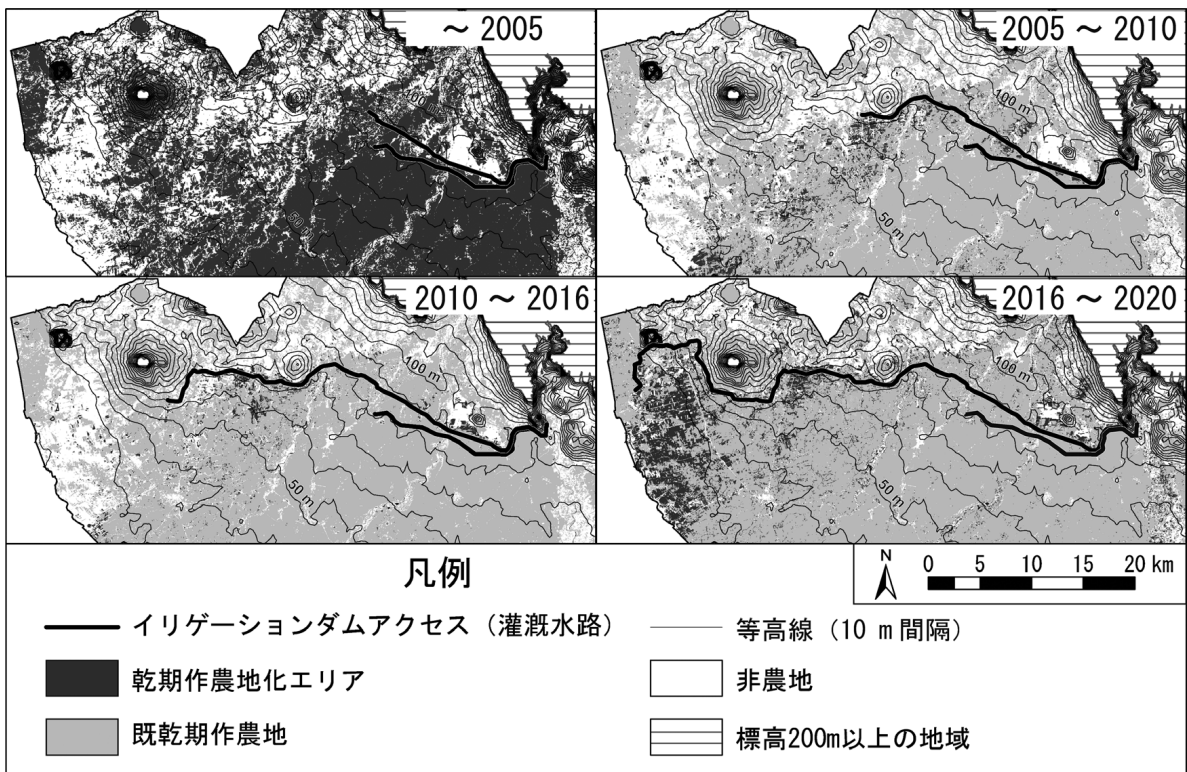 ～ 2005
100 m
50 m
2005 ～ 2010
100 m
50 m
2010 ～ 2016
100 m
50 m
2016 ～ 2020
100 m
50 m
凡例
N
0 5 10 15 20 km
イリゲーションダムアクセス（灌漑水路）
等高線（10 m 間隔）
乾期作農地化エリア
非農地
既乾期作農地
標高200m以上の地域